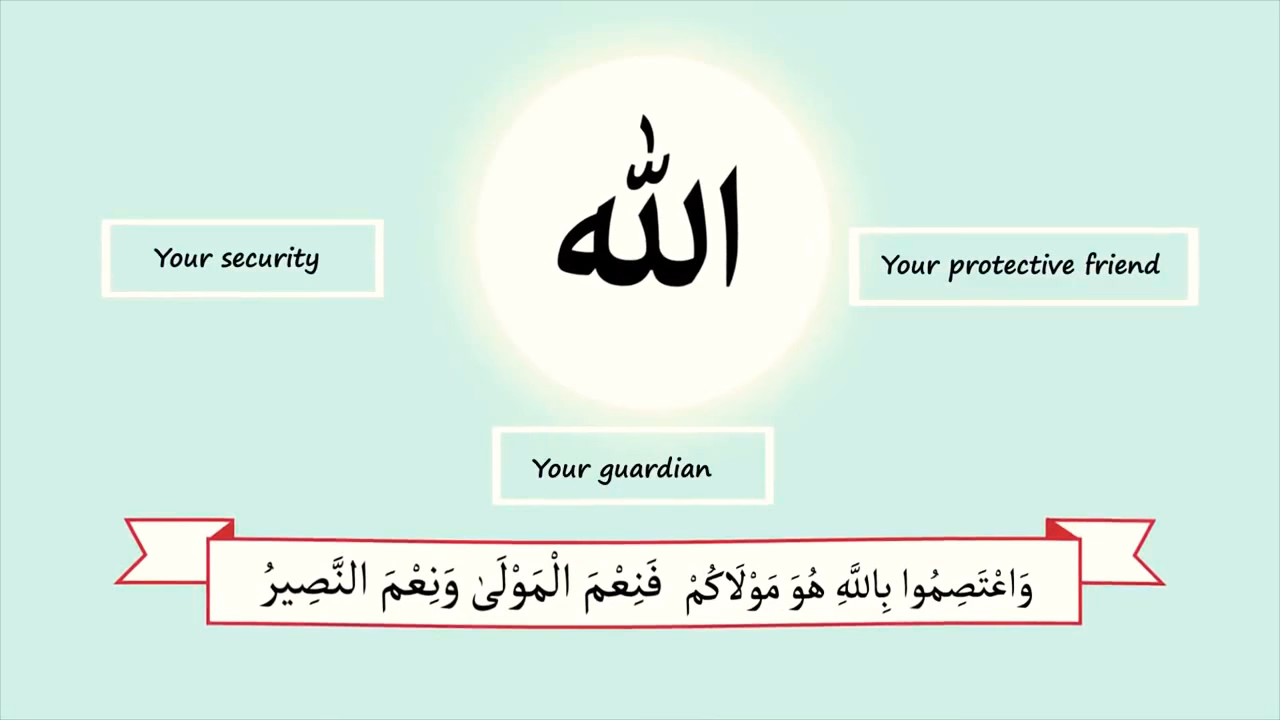 الله
Your security
Your protective friend
Your guardian
وَاعْتَصِمُوا بِاللَّهِ هُوَ مَوْلَاكُمْ فَنِعْمَ الْمَوْلَىٰ وَنِعْمَ النَّصِيرُ